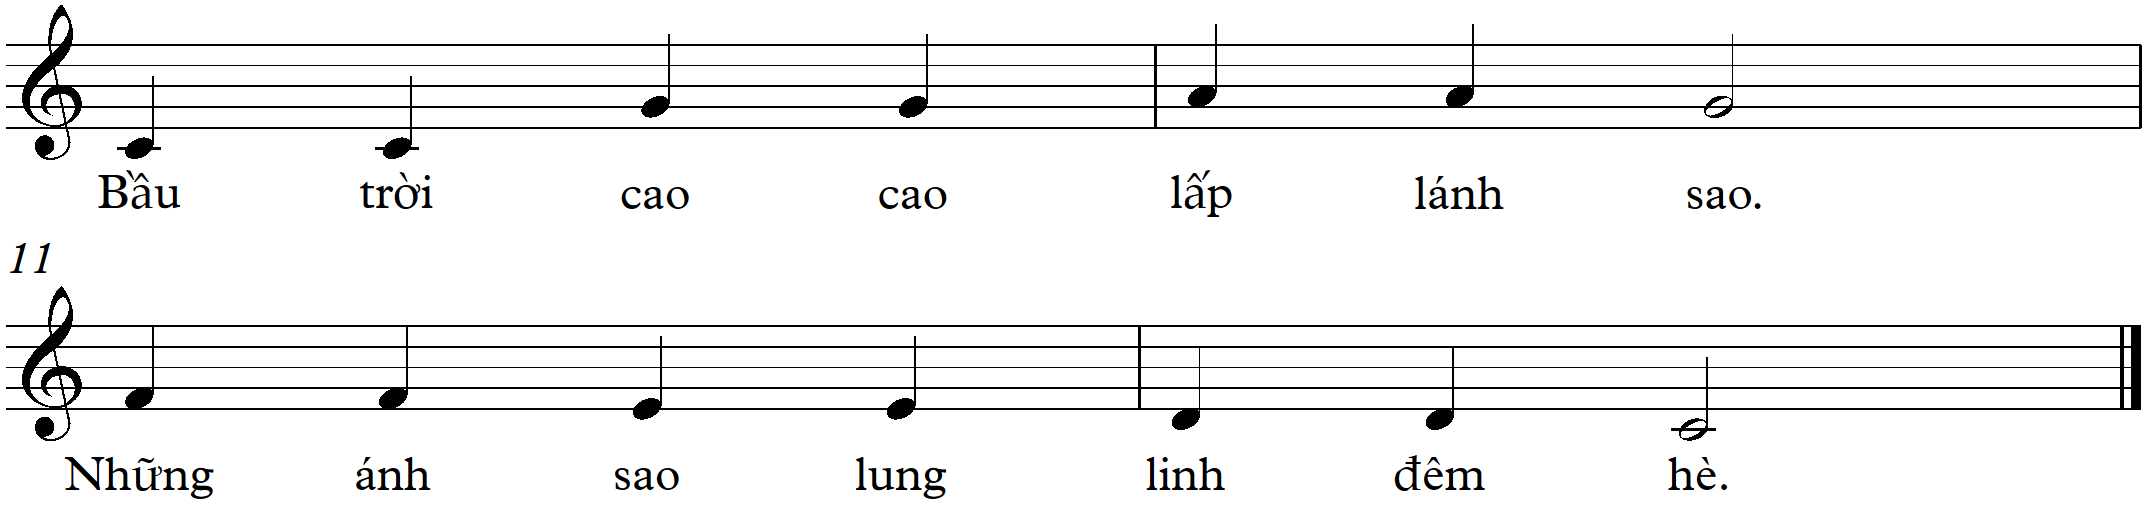 Bầu trời cao cao lấp lánh sao.
11
Những ánh sao lung linh đêm hè.